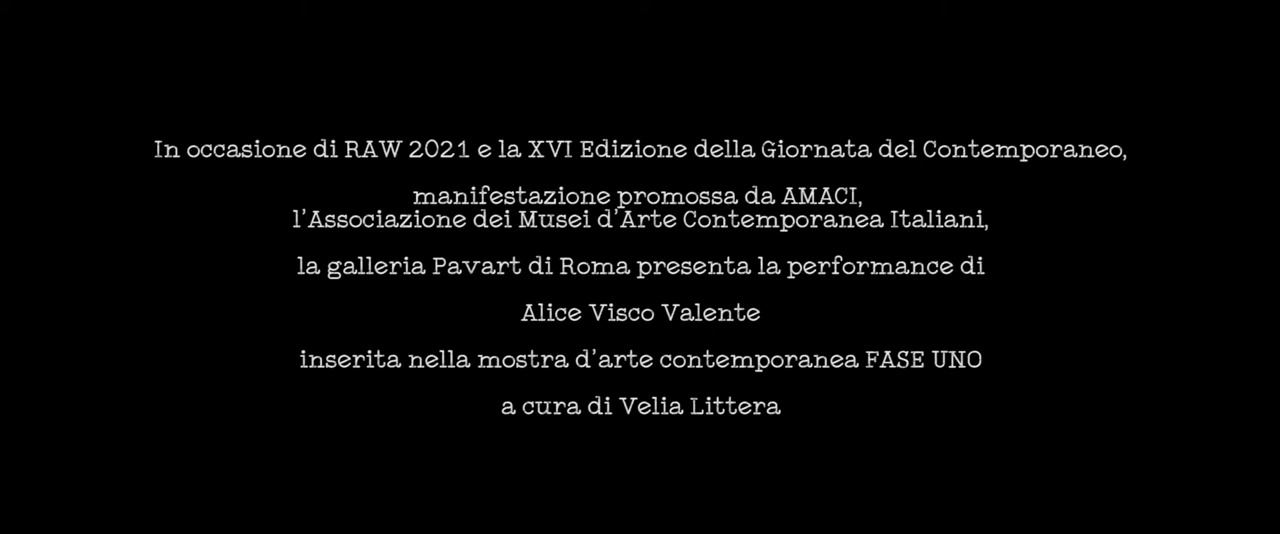 In occasione di RAW 2021 e la XVI Edizione della Giornata del Contemporaneo,
manifestazione promossa da AMACI,
l'Associazione dei Musei d'Arte Contemporanea Italiani,
la galleria Pavart di Roma presenta la performance di
Alice Visco Valente
inserita nella mostra d'arte contemporanea FASE UNO
a cura di Velia Littera